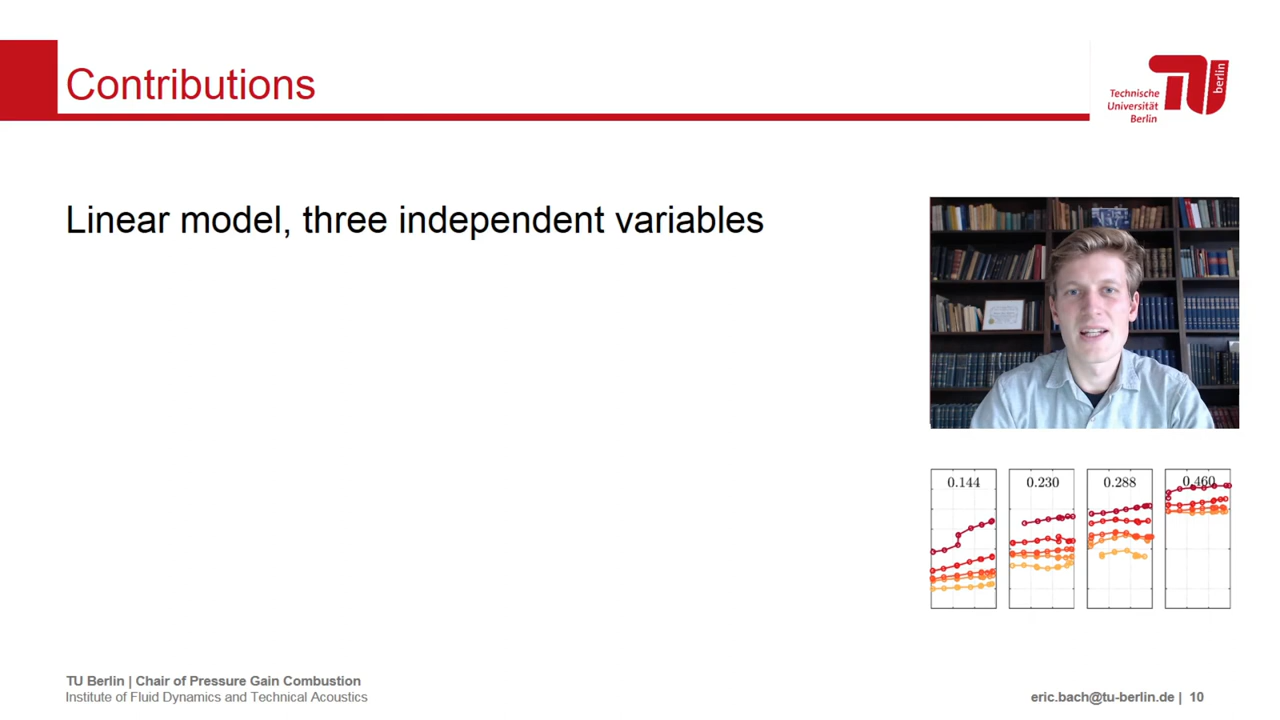 Contributions
Technische
Universität
Berlin
berlin
Linear model, three independent variables
0.144
0.230
0.288
0.460
TU Berlin | Chair of Pressure Gain Combustion
Institute of Fluid Dynamics and Technical Acoustics
eric.bach@tu-berlin.de | 10